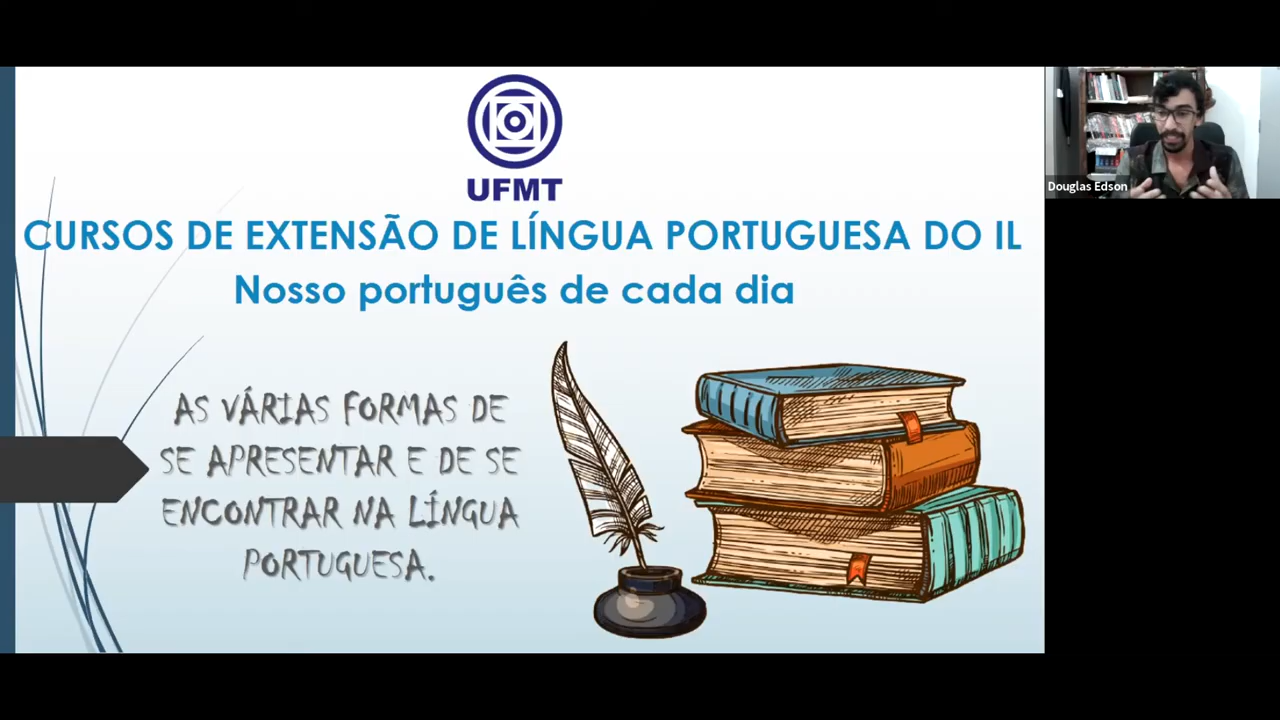 UFMT
CURSOS DE EXTENSÃO DE LÍNGUA PORTUGUESA DO IL
Nosso português de cada dia
AS VÁRIAS FORMAS DE
SE APRESENTAR E DE SE
ENCONTRAR NA LÍNGUA
PORTUGUESA.
Douglas Edson